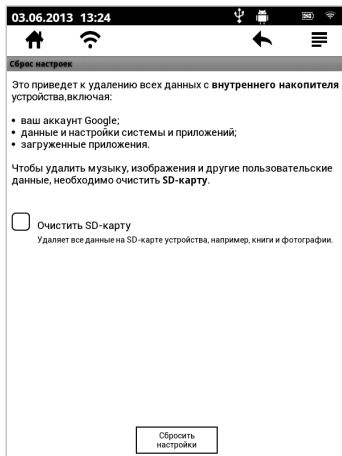 03.06.2013 13:24
Сброс настроек
Это приведет к удалению всех данных с внутреннего накопителя
устройства,включая:
• ваш аккаунт Google;
• данные и настройки системы и приложений;
• загруженные приложения.
Чтобы удалить музыку, изображения и другие пользовательские
данные, необходимо очистить SD-карту.
Очистить SD-карту
Удаляет все данные на SD-карте устройства, например, книги и фотографии.
Сбросить
настройки